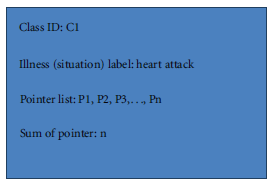 Class ID: C1
Illness (situation) label: heart attack
Pointer list: P1, P2, P3,…, Pn
Sum of pointer: n